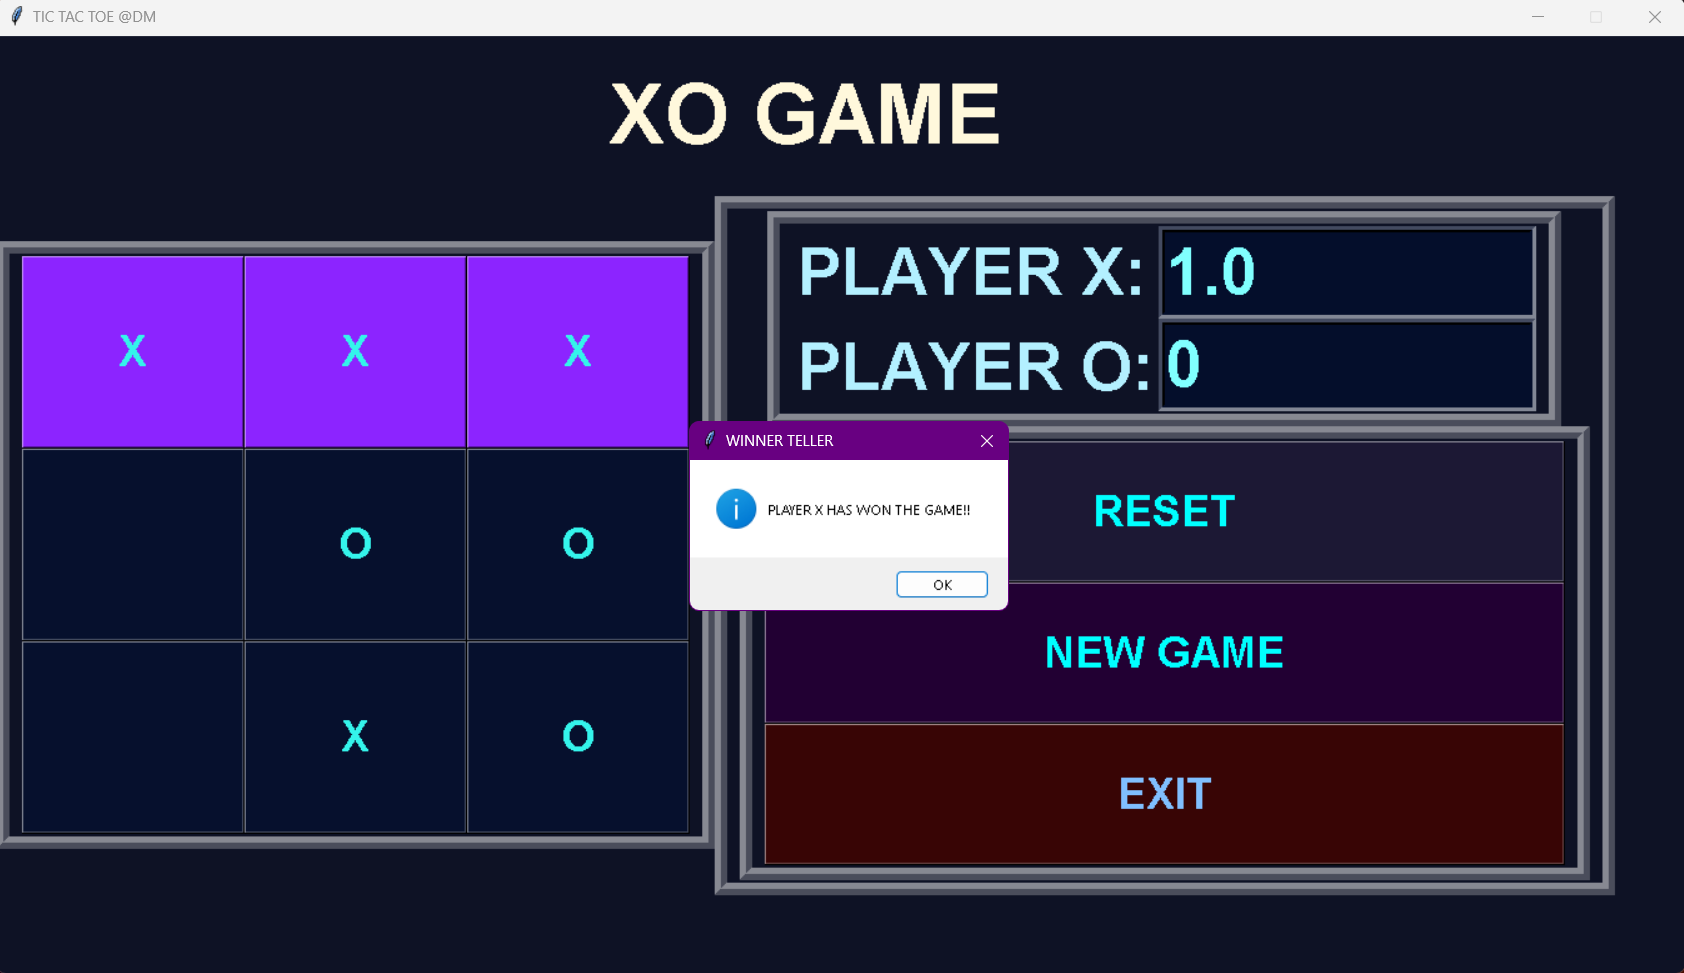 TIC TAC TOE @DM
XO GAME
PLAYER X: 1.0
PLAYER O: 0
X X X
O O
X O
WINNER TELLER
PLAYER X HAS WON THE GAME!!
OK
RESET
NEW GAME
EXIT